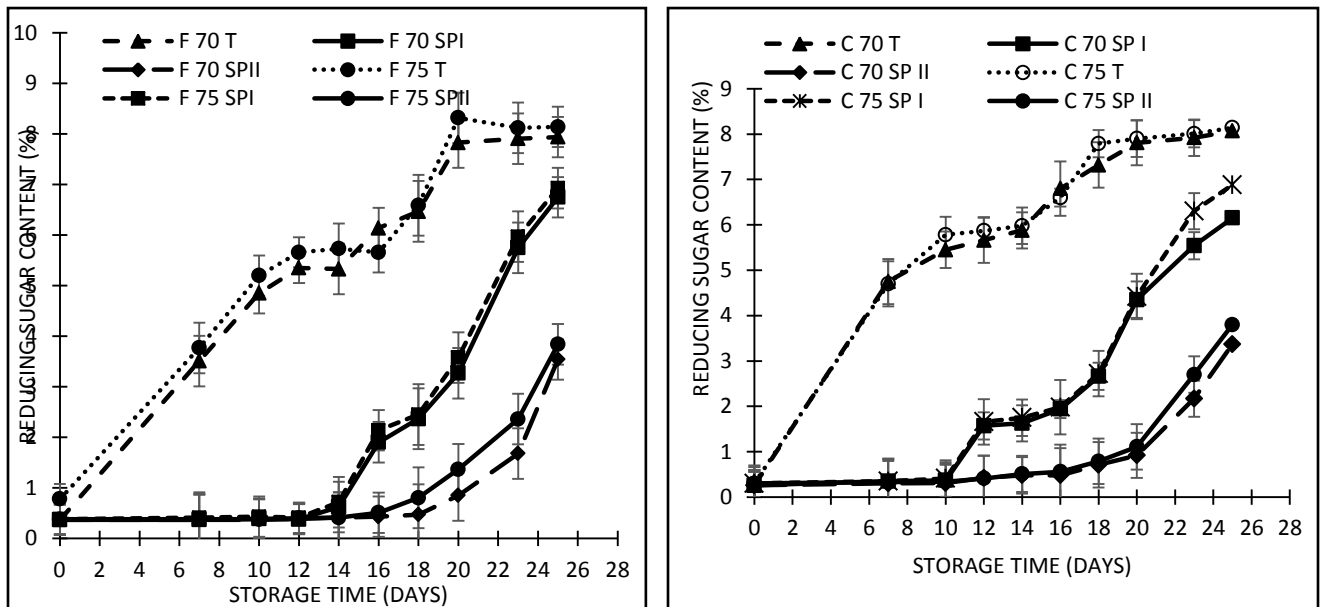 F 70 T
F 70 SPI
F 70 SPII
F 75 T
F 75 SPI
F 75 SPII
REDUCING SUGAR CONTENT (%)
10
9
8
7
6
5
4
3
2
1
0
0 2 4 6 8 10 12 14 16 18 20 22 24 26 28
STORAGE TIME (DAYS)
C 70 T
C 70 SP I
C 70 SP II
C 75 T
C 75 SP I
C 75 SP II
REDUCING SUGAR CONTENT (%)
9
8
7
6
5
4
3
2
1
0
0 2 4 6 8 10 12 14 16 18 20 22 24 26 28
STORAGE TIME (DAYS)